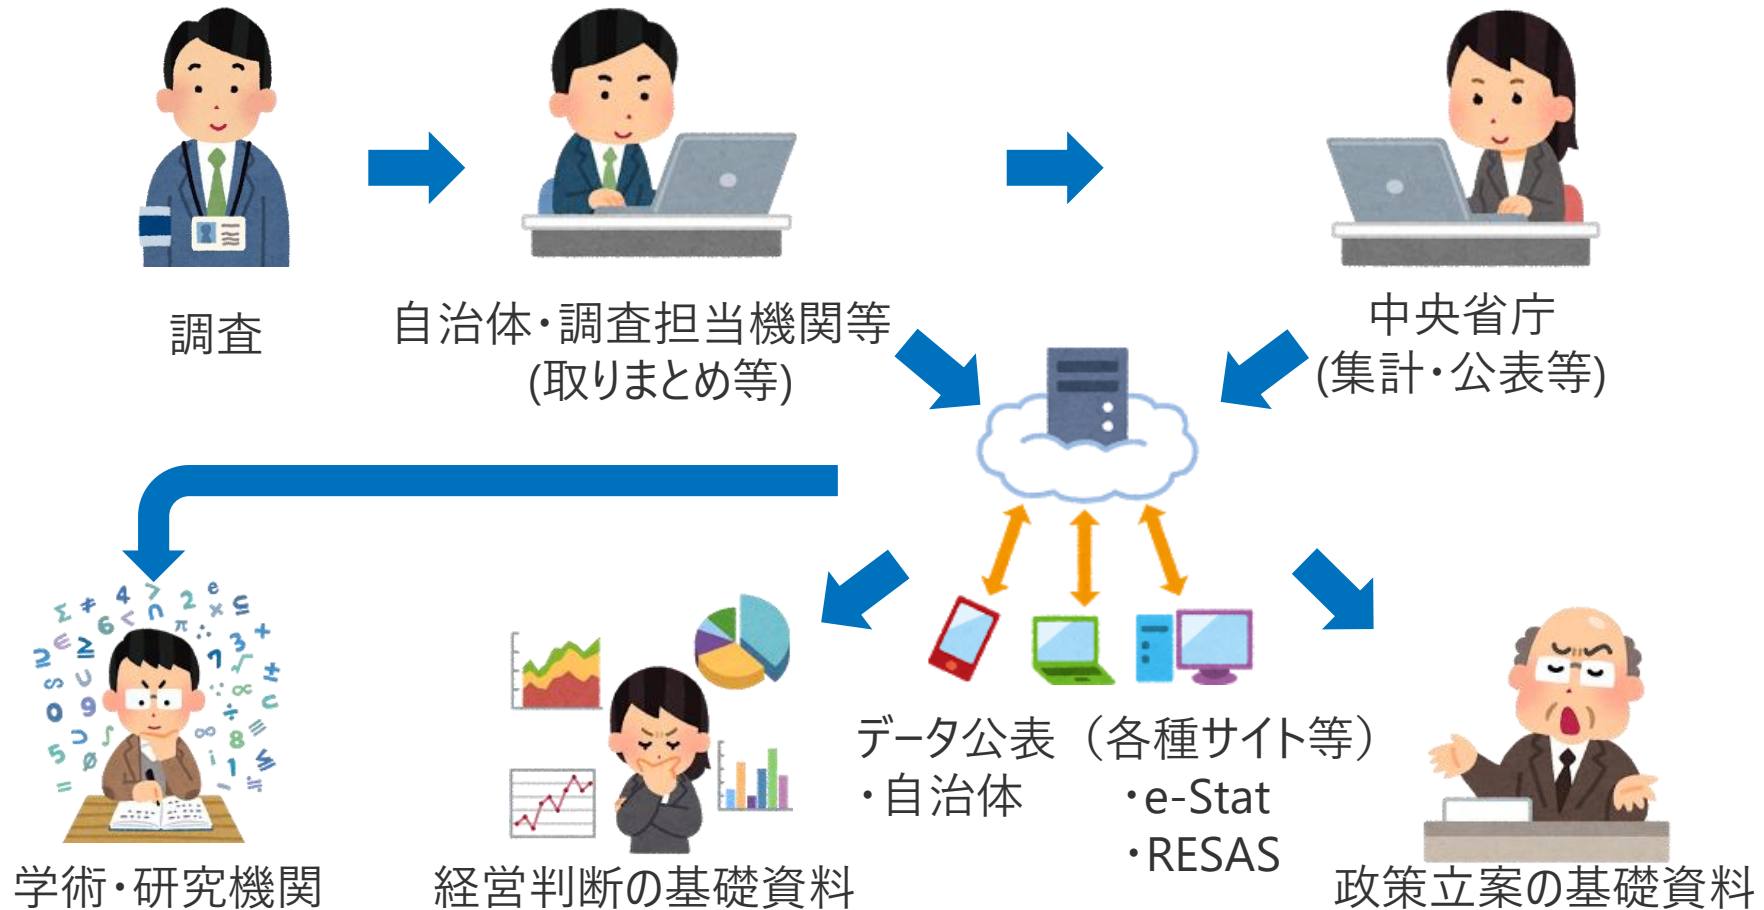 調査
自治体・調査担当機関等
(取りまとめ等)
中央省庁
(集計・公表等)
データ公表（各種サイト等）
・自治体
・e-Stat
・RESAS
学術・研究機関
経営判断の基礎資料
政策立案の基礎資料